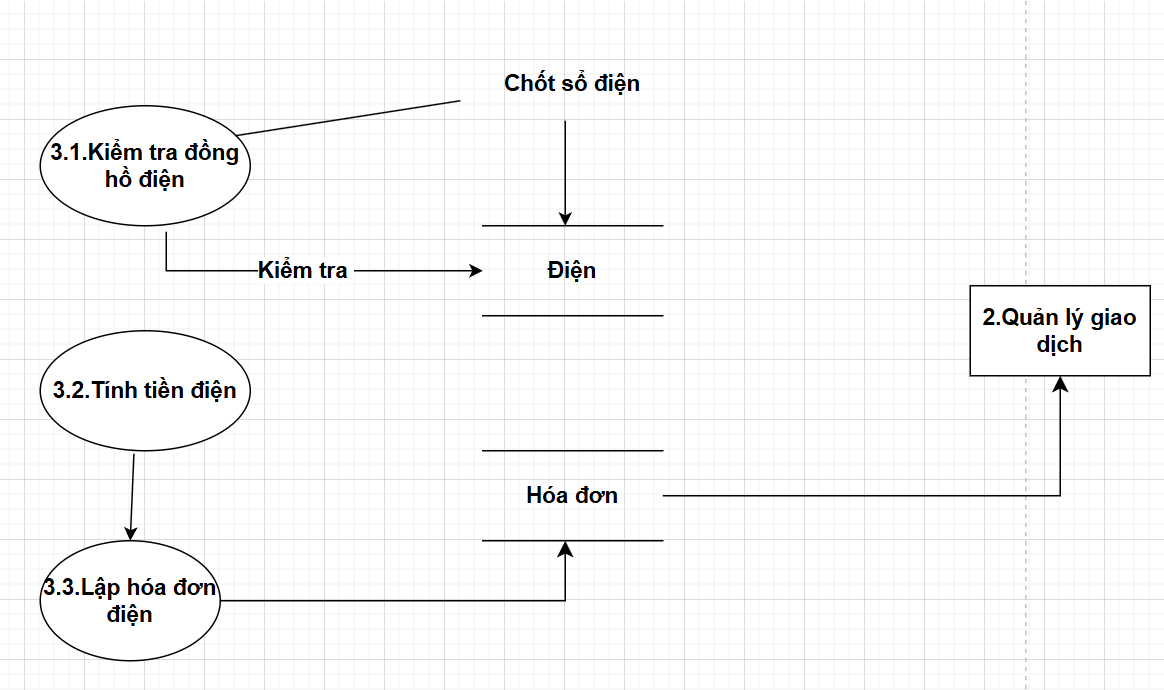 Chốt sổ điện
3.1.Kiểm tra đồng
hồ điện
Kiểm tra
Điện
2.Quản lý giao
dịch
3.2.Tính tiền điện
Hóa đơn
3.3.Lập hóa đơn
điện